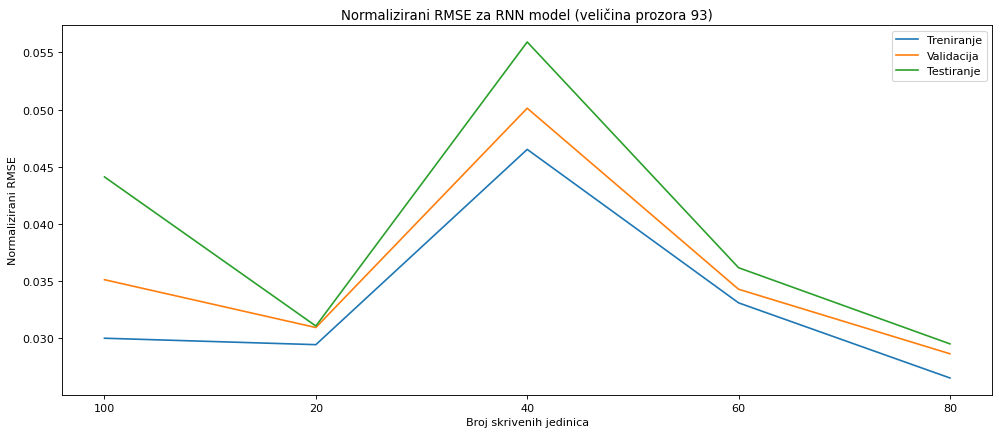 Normalizirani RMSE za RNN model (veličina prozora 93)
Treniranje
Validacija
Testiranje
Normalizirani RMSE
0.055
0.050
0.045
0.040
0.035
0.030
100 20 40 60 80
Broj skrivenih jedinica